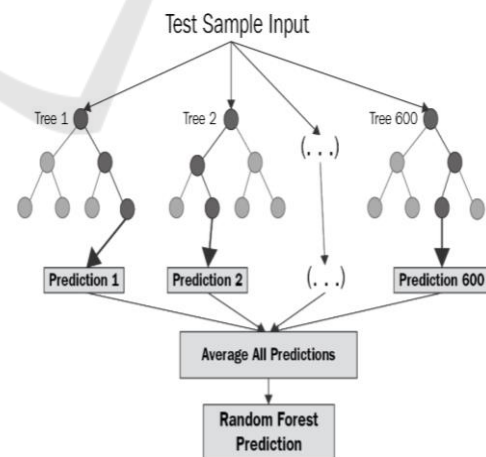 Test Sample Input
Tree 1
Tree 2
(. . .)
Tree 600
Prediction 1
Prediction 2
(. . .)
Prediction 600
Average All Predictions
Random Forest
Prediction